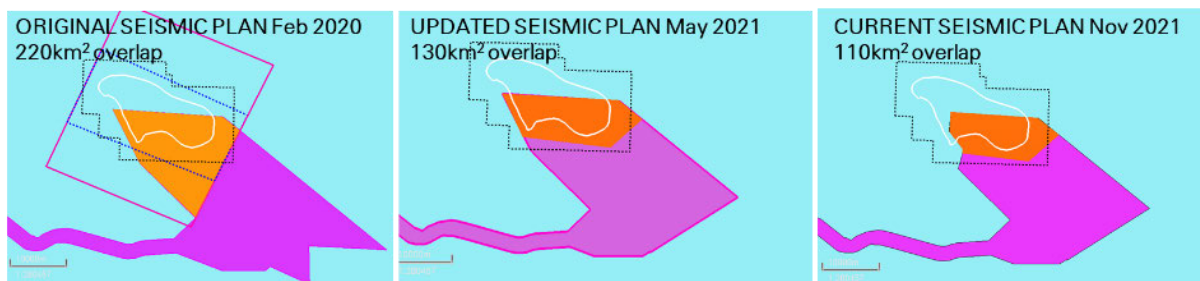 ORIGINAL SEISMIC PLAN Feb 2020
220km² overlap
UPDATED SEISMIC PLAN May 2021
130km² overlap
CURRENT SEISMIC PLAN Nov 2021
110km² overlap